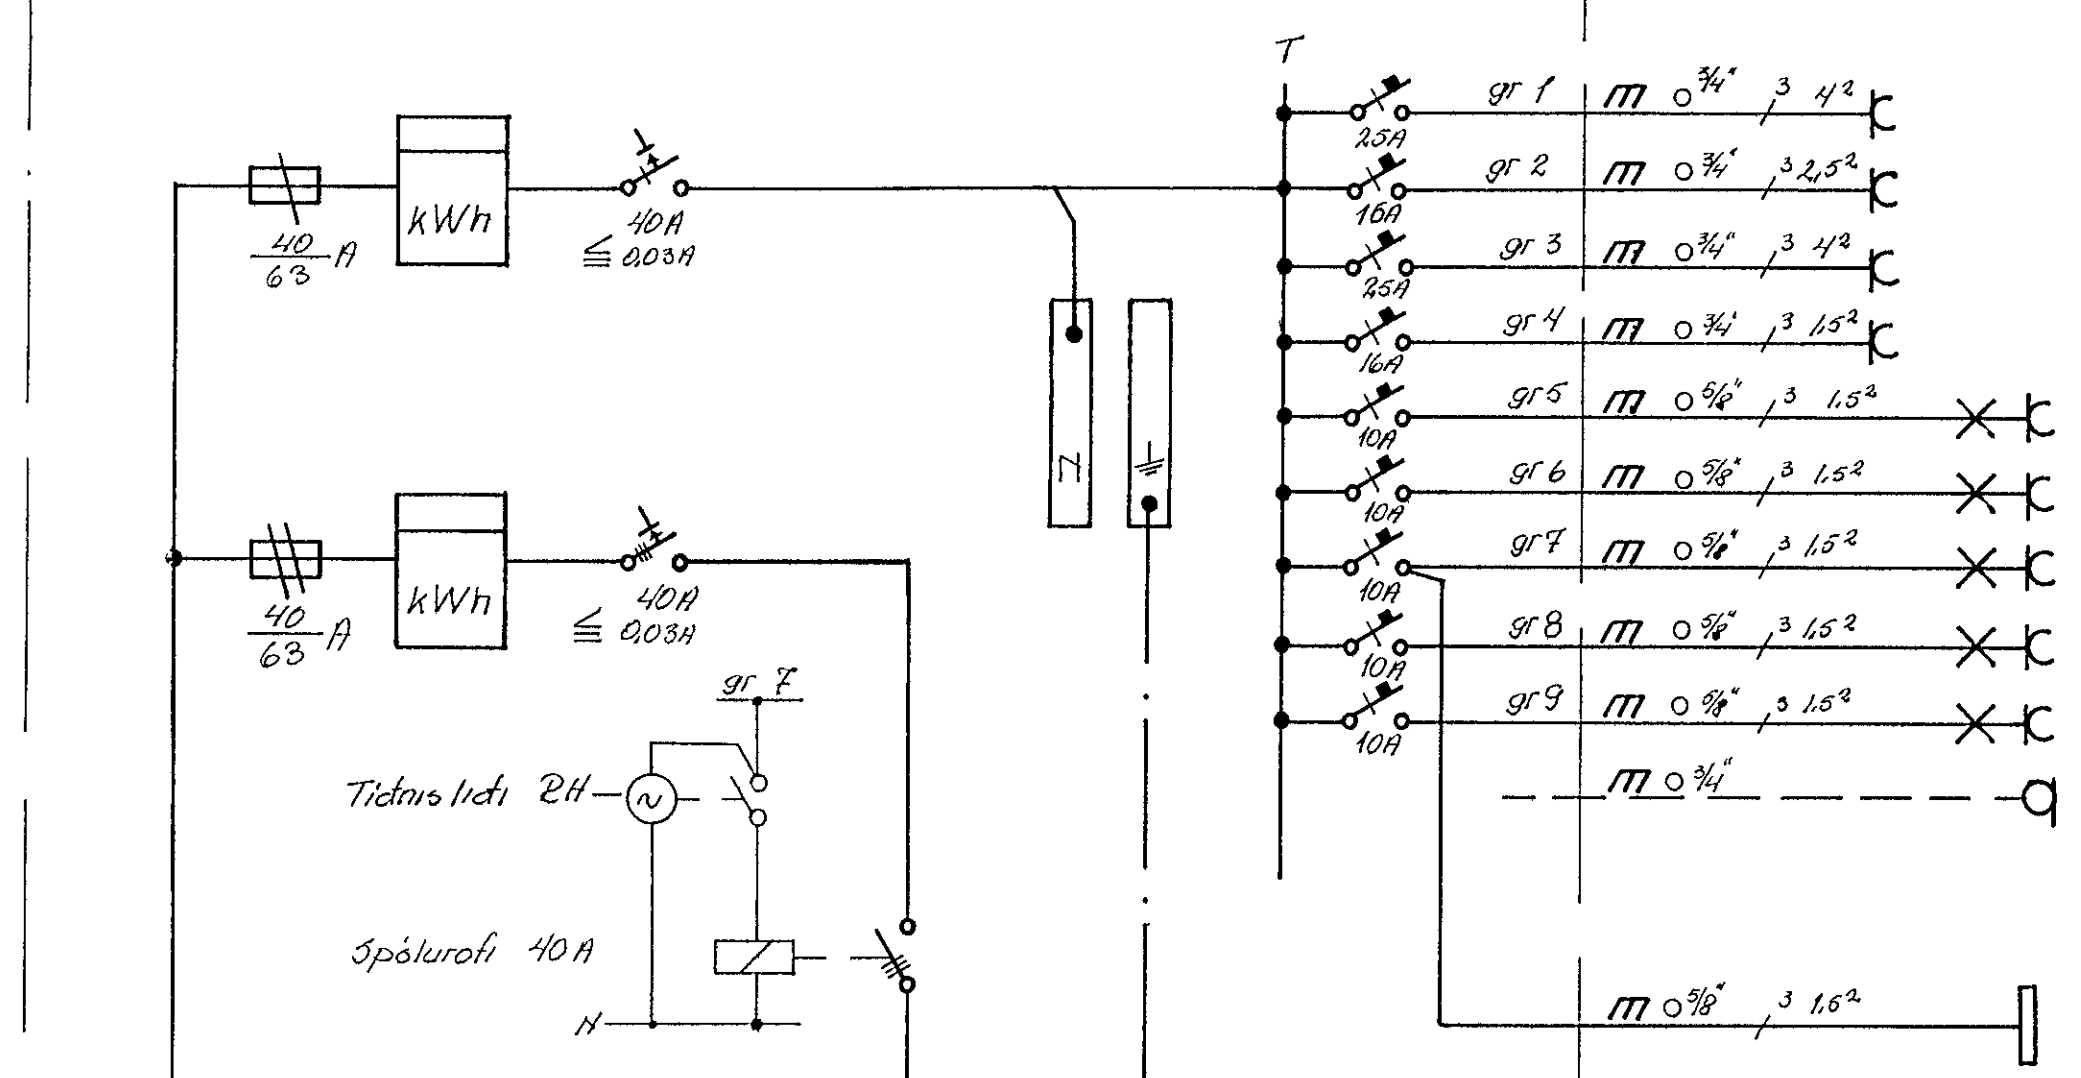 T
gr 1 3/4" 3 4²
25A
gr 2 3/4" 3 2,5²
16A
gr 3 3/4" 3 4²
25A
gr 4 3/4" 3 1,5²
16A
gr 5 5/8" 3 1,5²
10A
gr 6 5/8" 3 1,5²
10A
gr 7 5/8" 3 1,5²
10A
gr 8 5/8" 3 1,5²
10A
gr 9 5/8" 3 1,5²
10A
3/4"
5/8" 3 1,5²
kWh
40/63 A
40A
≦ 0,03A
N
kWh
40/63 A
40A
≦ 0,03A
gr 7
Tíðnisliði RH
Spólurofi 40A
N